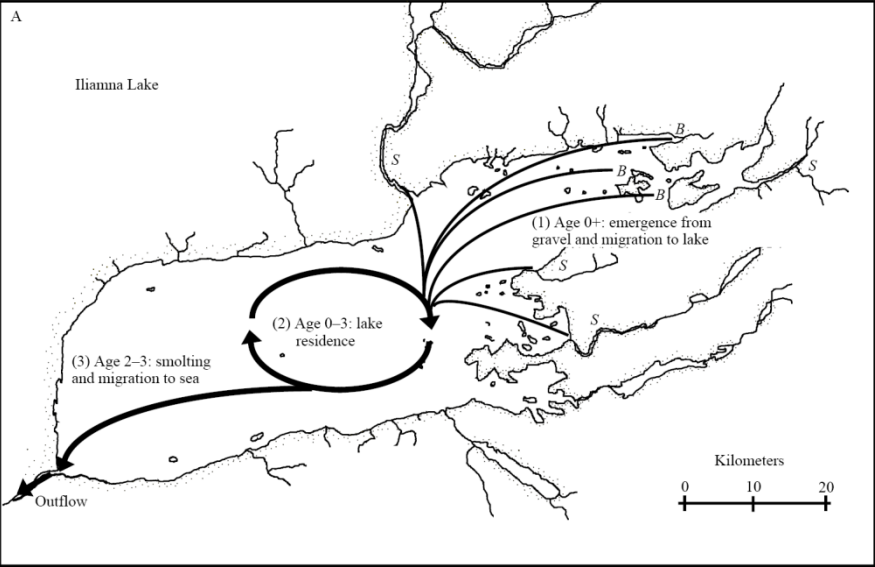 A
Iliamna Lake
B
S
B
S
B
(1) Age 0+: emergence from
gravel and migration to lake
S
S
(2) Age 0–3: lake
residence
(3) Age 2–3: smolting
and migration to sea
Kilometers
0 10 20
Outflow